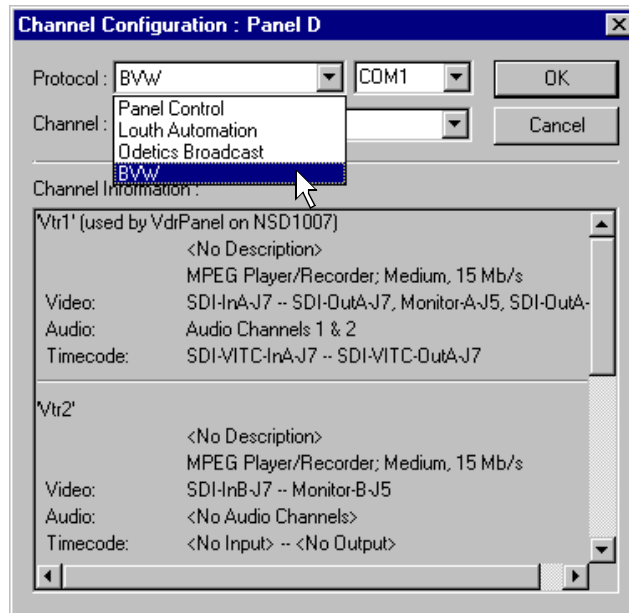 Channel Configuration : Panel D
Protocol : BVW COM1 OK
Panel Control
Louth Automation
Odetics Broadcast
BVW
Channel : Cancel
Channel Information :
'Vtr1' (used by VdrPanel on NSD1007)
<No Description>
MPEG Player/Recorder; Medium, 15 Mb/s
Video: SDI-InA-J7 -- SDI-OutA-J7, Monitor-A-J5, SDI-OutA-
Audio: Audio Channels 1 & 2
Timecode: SDI-VITC-InA-J7 -- SDI-VITC-OutA-J7
'Vtr2'
<No Description>
MPEG Player/Recorder; Medium, 15 Mb/s
Video: SDI-InB-J7 -- Monitor-B-J5
Audio: <No Audio Channels>
Timecode: <No Input> -- <No Output>